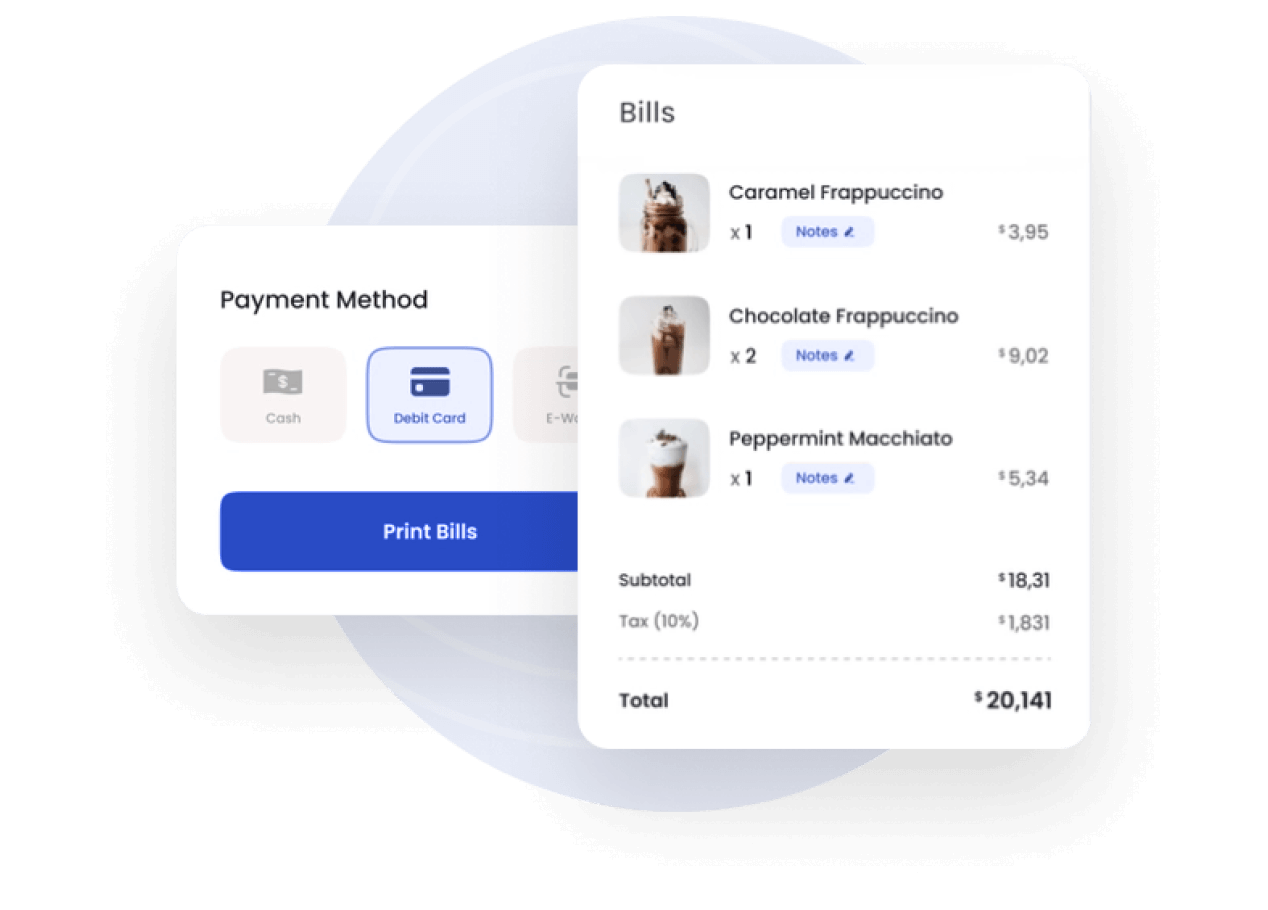 Payment Method
Cash
Debit Card
Print Bills
Bills
Caramel Frappuccino
x 1 Notes $3,95
Chocolate Frappuccino
x 2 Notes $9,02
Peppermint Macchiato
x 1 Notes $5,34
Subtotal $18,31
Tax (10%) $1,831
Total $20,141